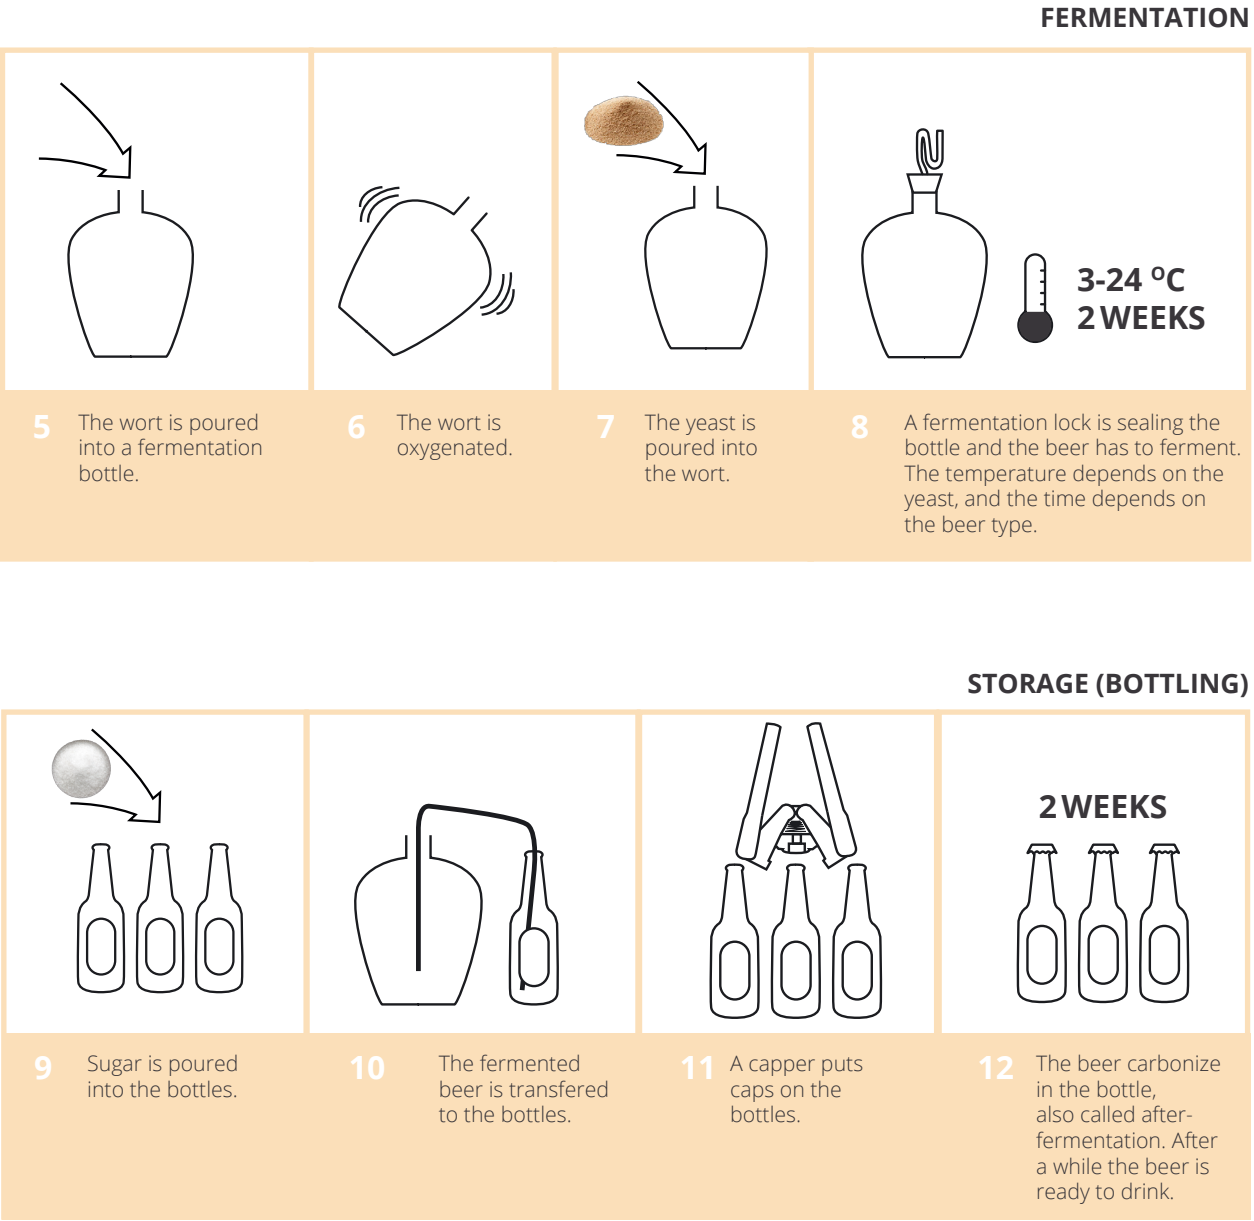 FERMENTATION
3-24 ºC
2 WEEKS
5 The wort is poured
into a fermentation
bottle.
6 The wort is
oxygenated.
7 The yeast is
poured into
the wort.
8 A fermentation lock is sealing the
bottle and the beer has to ferment.
The temperature depends on the
yeast, and the time depends on
the beer type.
STORAGE (BOTTLING)
2 WEEKS
9 Sugar is poured
into the bottles.
10 The fermented
beer is transfered
to the bottles.
11 A capper puts
caps on the
bottles.
12 The beer carbonize
in the bottle,
also called after-
fermentation. After
a while the beer is
ready to drink.